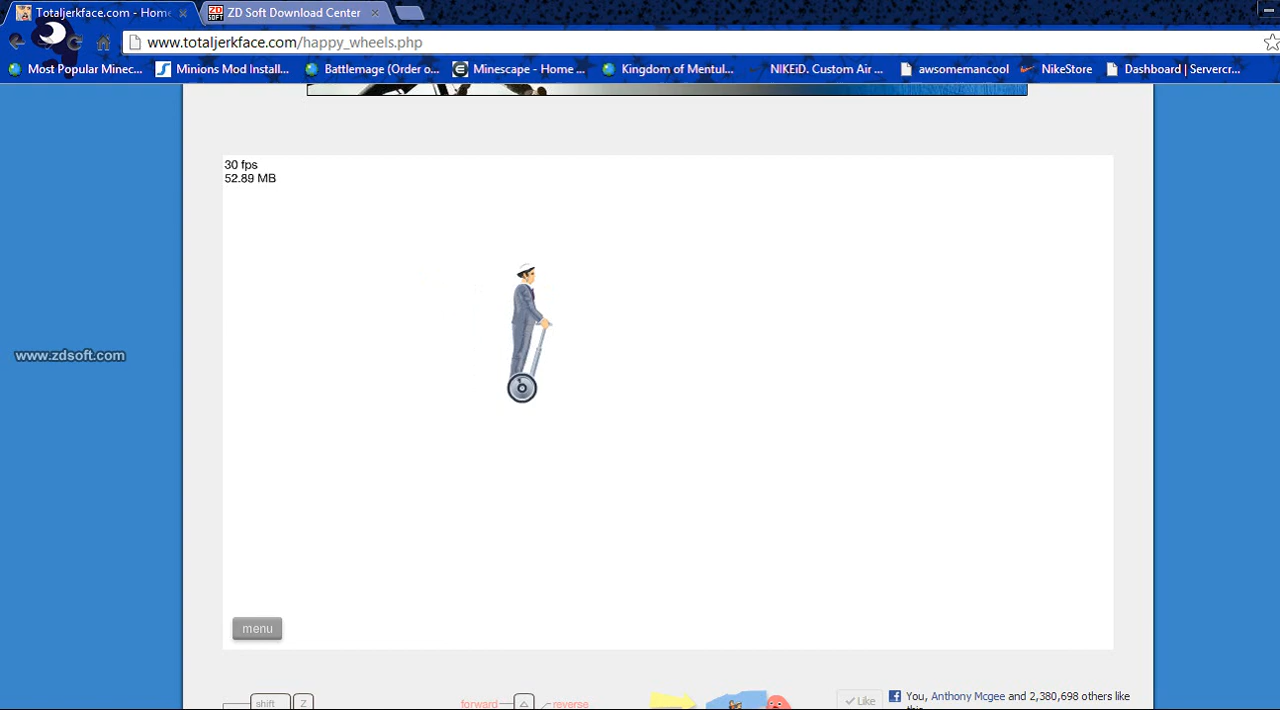 Totaljerkface.com - Home
ZD Soft Download Center
www.totaljerkface.com/happy_wheels.php
Most Popular Minec...
Minions Mod Install...
Battlemage (Order o...
Minescape - Home ...
Kingdom of Mentul...
NIKEiD. Custom Air ...
awsomemancool
NikeStore
Dashboard | Servercr...
30 fps
52.89 MB
www.zdsoft.com
menu
shift
Z
forward
reverse
Like
You, Anthony Mcgee and 2,380,698 others like